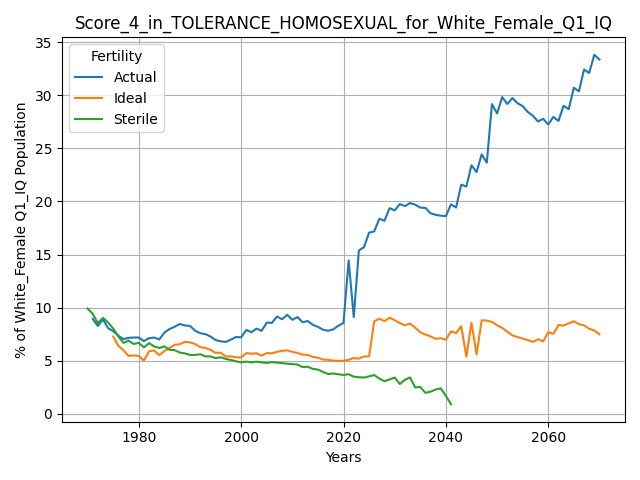 Score_4_in_TOLERANCE_HOMOSEXUAL_for_White_Female_Q1_IQ
Fertility
Actual
Ideal
Sterile
% of White_Female Q1_IQ Population
35
30
25
20
15
10
5
0
1980
2000
2020
2040
2060
Years